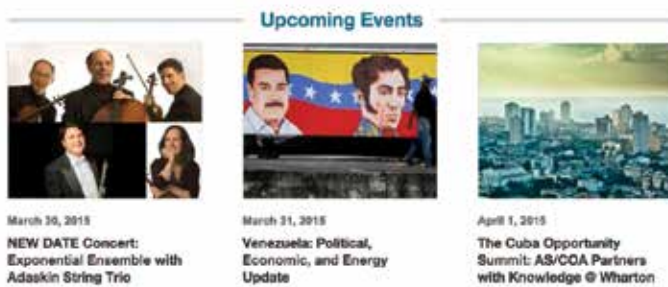 Upcoming Events
March 30, 2015
NEW DATE Concert:
Exponential Ensemble with
Adaskin String Trio
March 31, 2015
Venezuela: Political,
Economic, and Energy
Update
April 1, 2015
The Cuba Opportunity
Summit: AS/COA Partners
with Knowledge @ Wharton